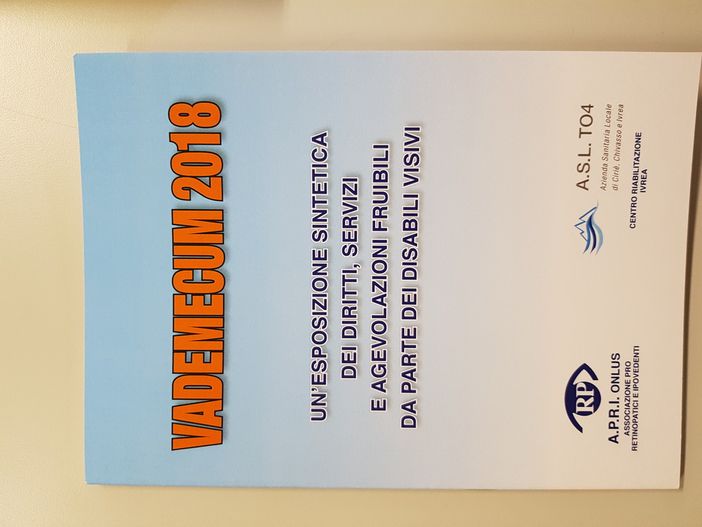 VADEMECUM 2018
UN'ESPOSIZIONE SINTETICA
DEI DIRITTI, SERVIZI
E AGEVOLAZIONI FRUIBILI
DA PARTE DEI DISABILI VISIVI
RP
A.P.R.I. ONLUS
ASSOCIAZIONE PRO
RETINOPATICI E IPOVEDENTI
A.S.L. TO4
Azienda Sanitaria Locale
di Ciriè, Chivasso e Ivrea
CENTRO RIABILITAZIONE
IVREA